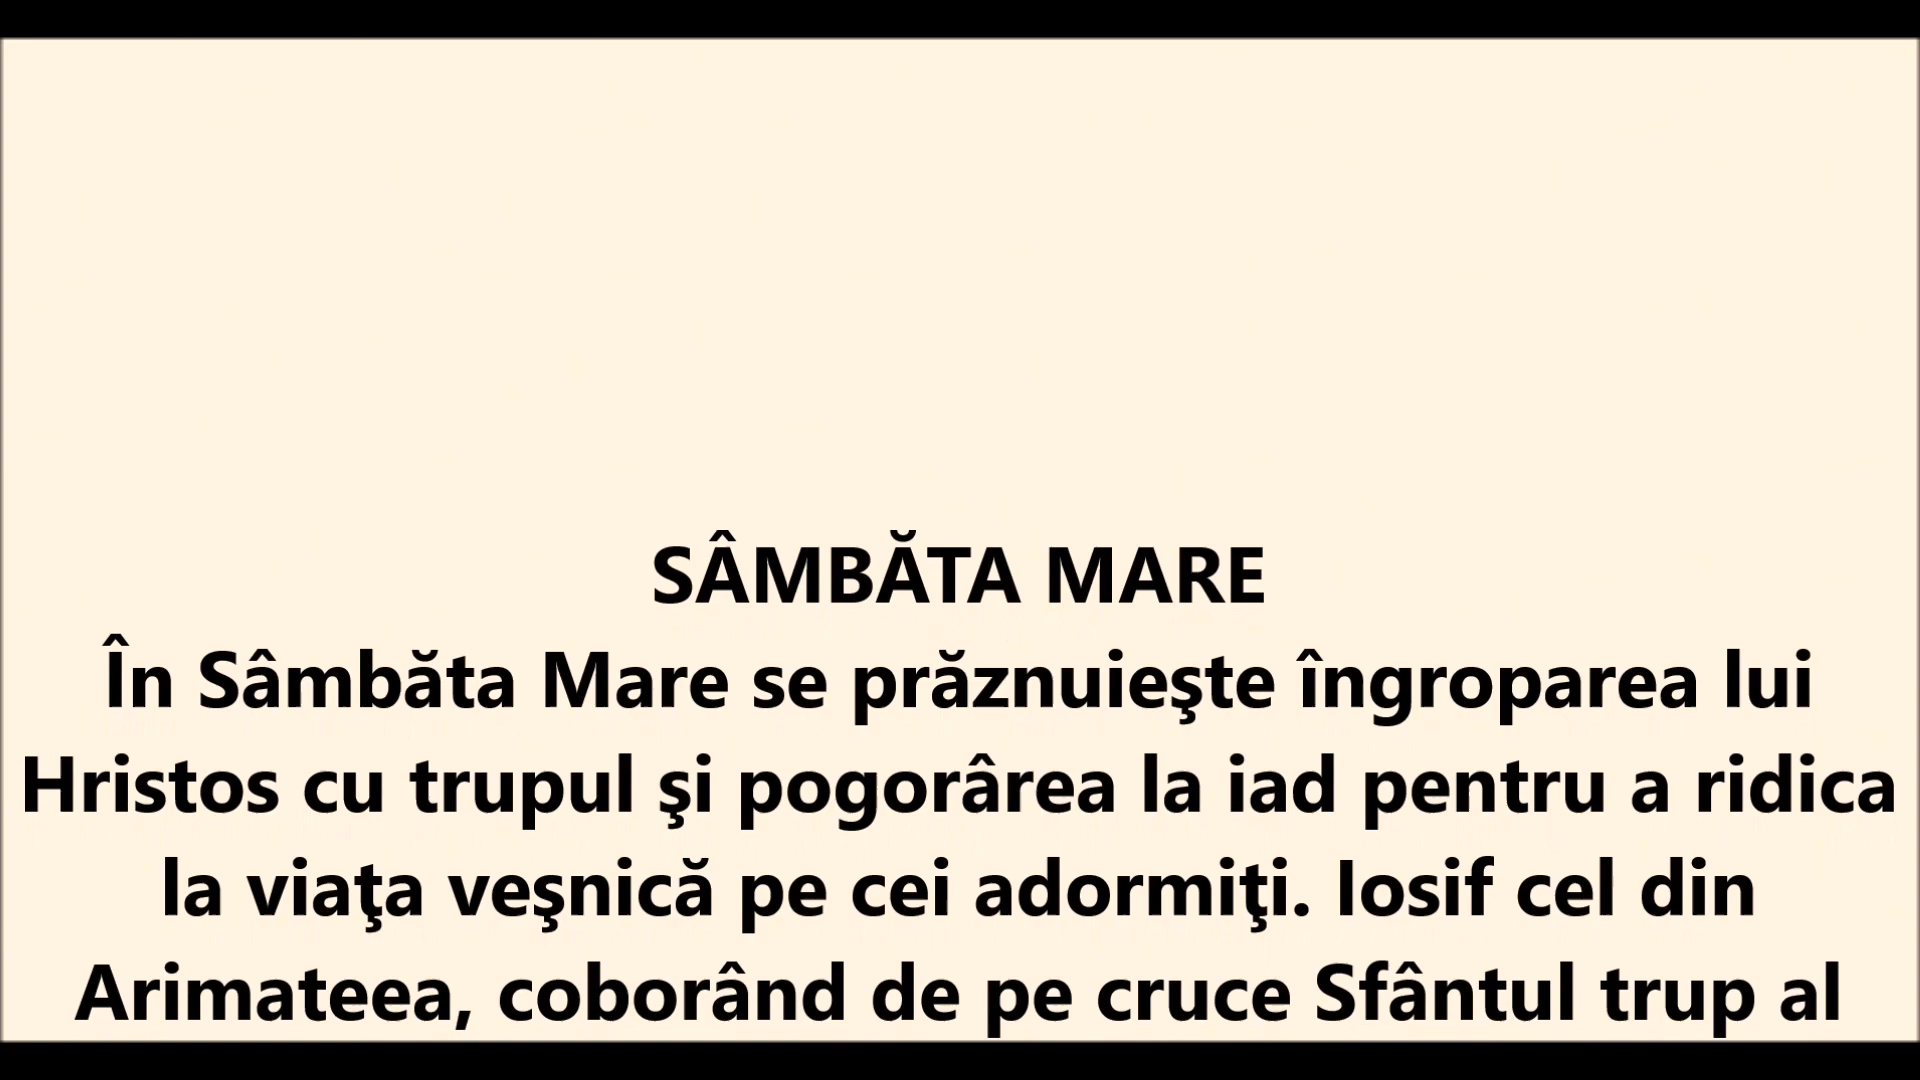 SÂMBĂTA MARE
În Sâmbăta Mare se prăznuieşte îngroparea lui
Hristos cu trupul şi pogorârea la iad pentru a ridica
la viaţa veşnică pe cei adormiţi. Iosif cel din
Arimateea, coborând de pe cruce Sfântul trup al